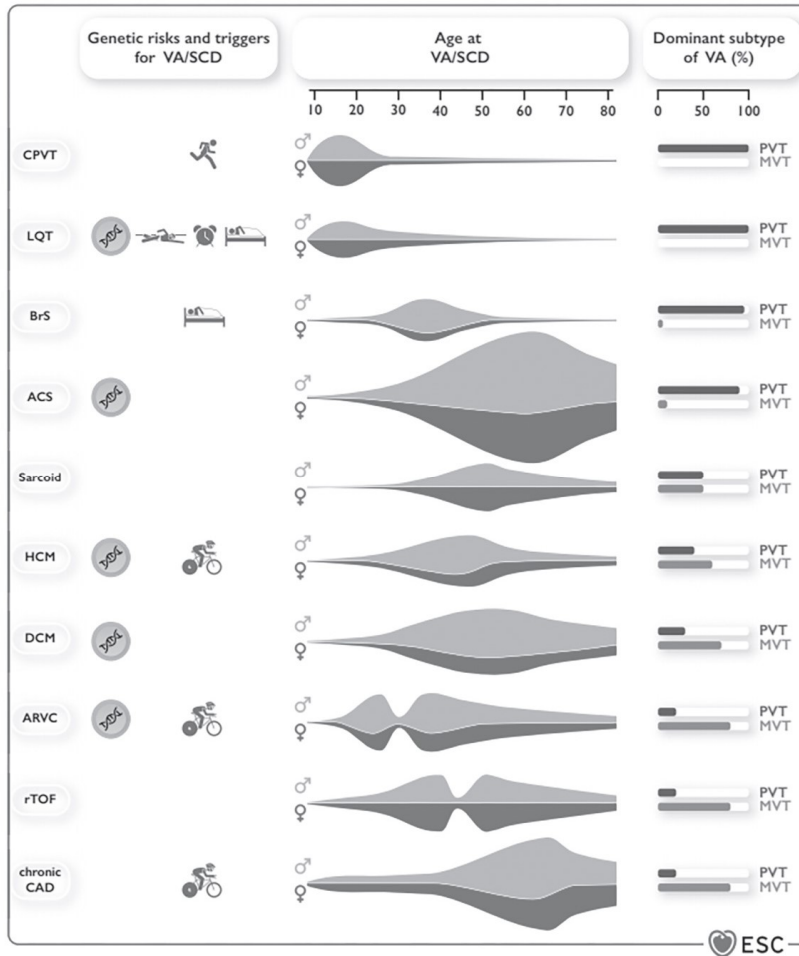 Genetic risks and triggers
for VA/SCD
Age at
VA/SCD
Dominant subtype
of VA (%)
10 20 30 40 50 60 70 80
0 50 100
CPVT
♂
♀
PVT
MVT
LQT
♂
♀
PVT
MVT
BrS
♂
♀
PVT
MVT
ACS
♂
♀
PVT
MVT
Sarcoid
♂
♀
PVT
MVT
HCM
♂
♀
PVT
MVT
DCM
♂
♀
PVT
MVT
ARVC
♂
♀
PVT
MVT
rTOF
♂
♀
PVT
MVT
chronic
CAD
♂
♀
PVT
MVT
ESC